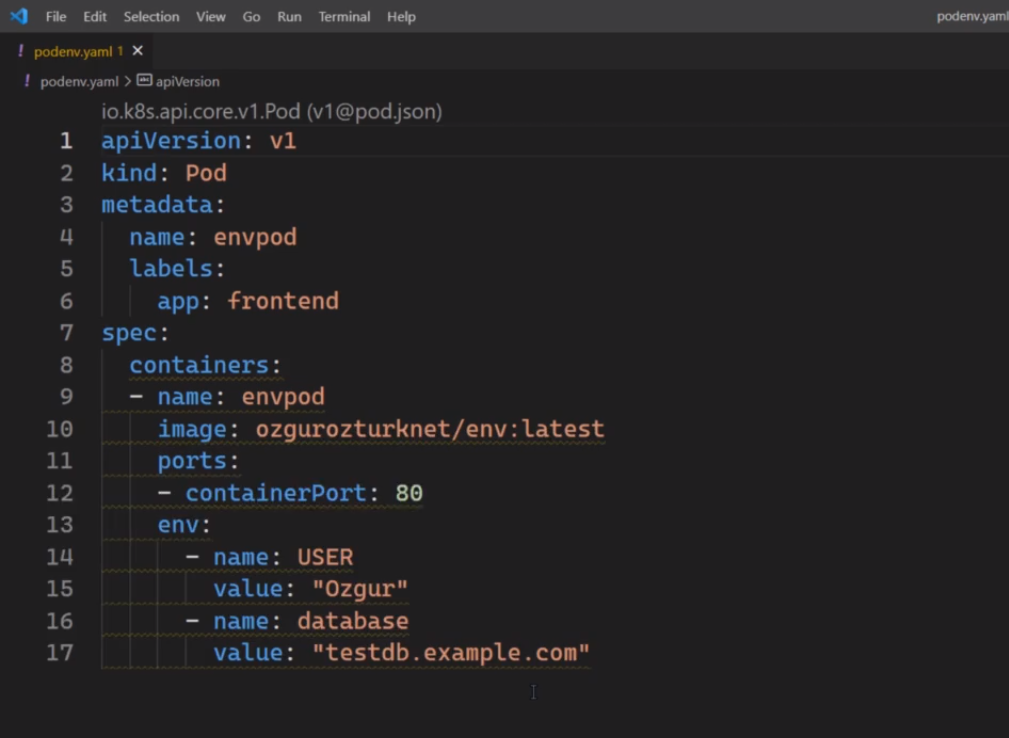 File Edit Selection View Go Run Terminal Help podenv.yaml
! podenv.yaml 1 ×
! podenv.yaml > abc apiVersion
io.k8s.api.core.v1.Pod (v1@pod.json)
1 apiVersion: v1
2 kind: Pod
3 metadata:
4   name: envpod
5   labels:
6     app: frontend
7 spec:
8   containers:
9   - name: envpod
10     image: ozgurozturknet/env:latest
11     ports:
12     - containerPort: 80
13     env:
14       - name: USER
15         value: "Ozgur"
16       - name: database
17         value: "testdb.example.com"